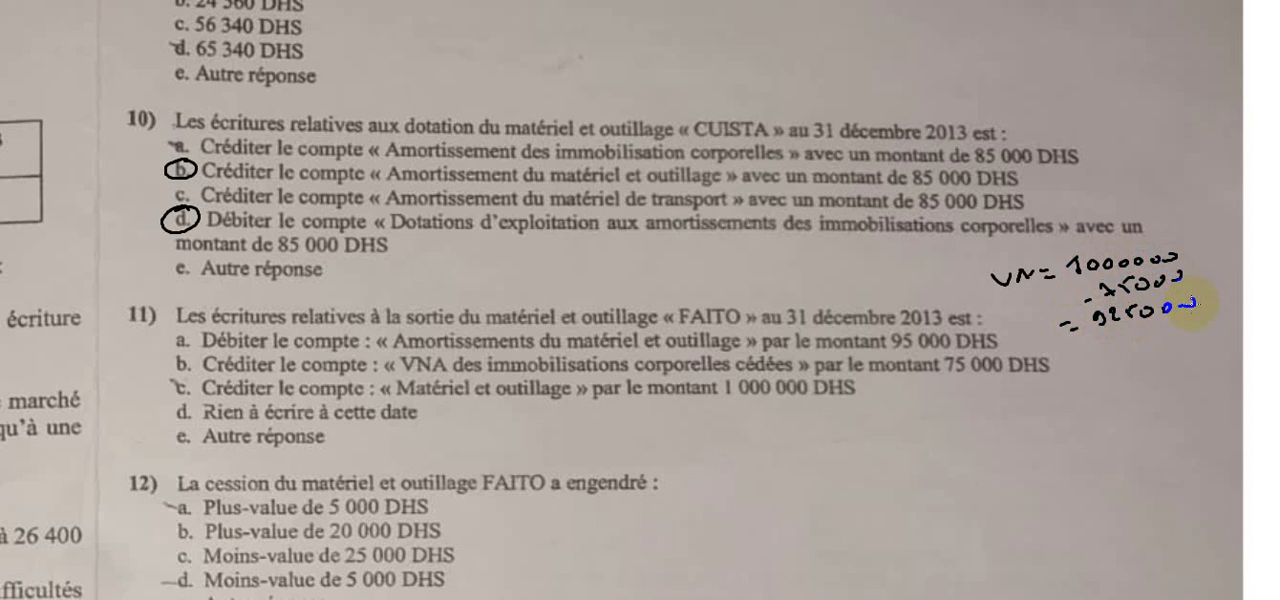 b. 24 360 DHS
c. 56 340 DHS
d. 65 340 DHS
e. Autre réponse
10) Les écritures relatives aux dotation du matériel et outillage « CUISTA » au 31 décembre 2013 est :
a. Créditer le compte « Amortissement des immobilisation corporelles » avec un montant de 85 000 DHS
b. Créditer le compte « Amortissement du matériel et outillage » avec un montant de 85 000 DHS
c. Créditer le compte « Amortissement du matériel de transport » avec un montant de 85 000 DHS
d. Débiter le compte « Dotations d'exploitation aux amortissements des immobilisations corporelles » avec un
montant de 85 000 DHS
e. Autre réponse
VN= 1000000
- 75000
= 925000
écriture
11) Les écritures relatives à la sortie du matériel et outillage « FAITO » au 31 décembre 2013 est :
a. Débiter le compte : « Amortissements du matériel et outillage » par le montant 95 000 DHS
b. Créditer le compte : « VNA des immobilisations corporelles cédées » par le montant 75 000 DHS
c. Créditer le compte : « Matériel et outillage » par le montant 1 000 000 DHS
marché
d. Rien à écrire à cette date
qu'à une
e. Autre réponse
12) La cession du matériel et outillage FAITO a engendré :
a. Plus-value de 5 000 DHS
b. Plus-value de 20 000 DHS
à 26 400
c. Moins-value de 25 000 DHS
d. Moins-value de 5 000 DHS
fficultés